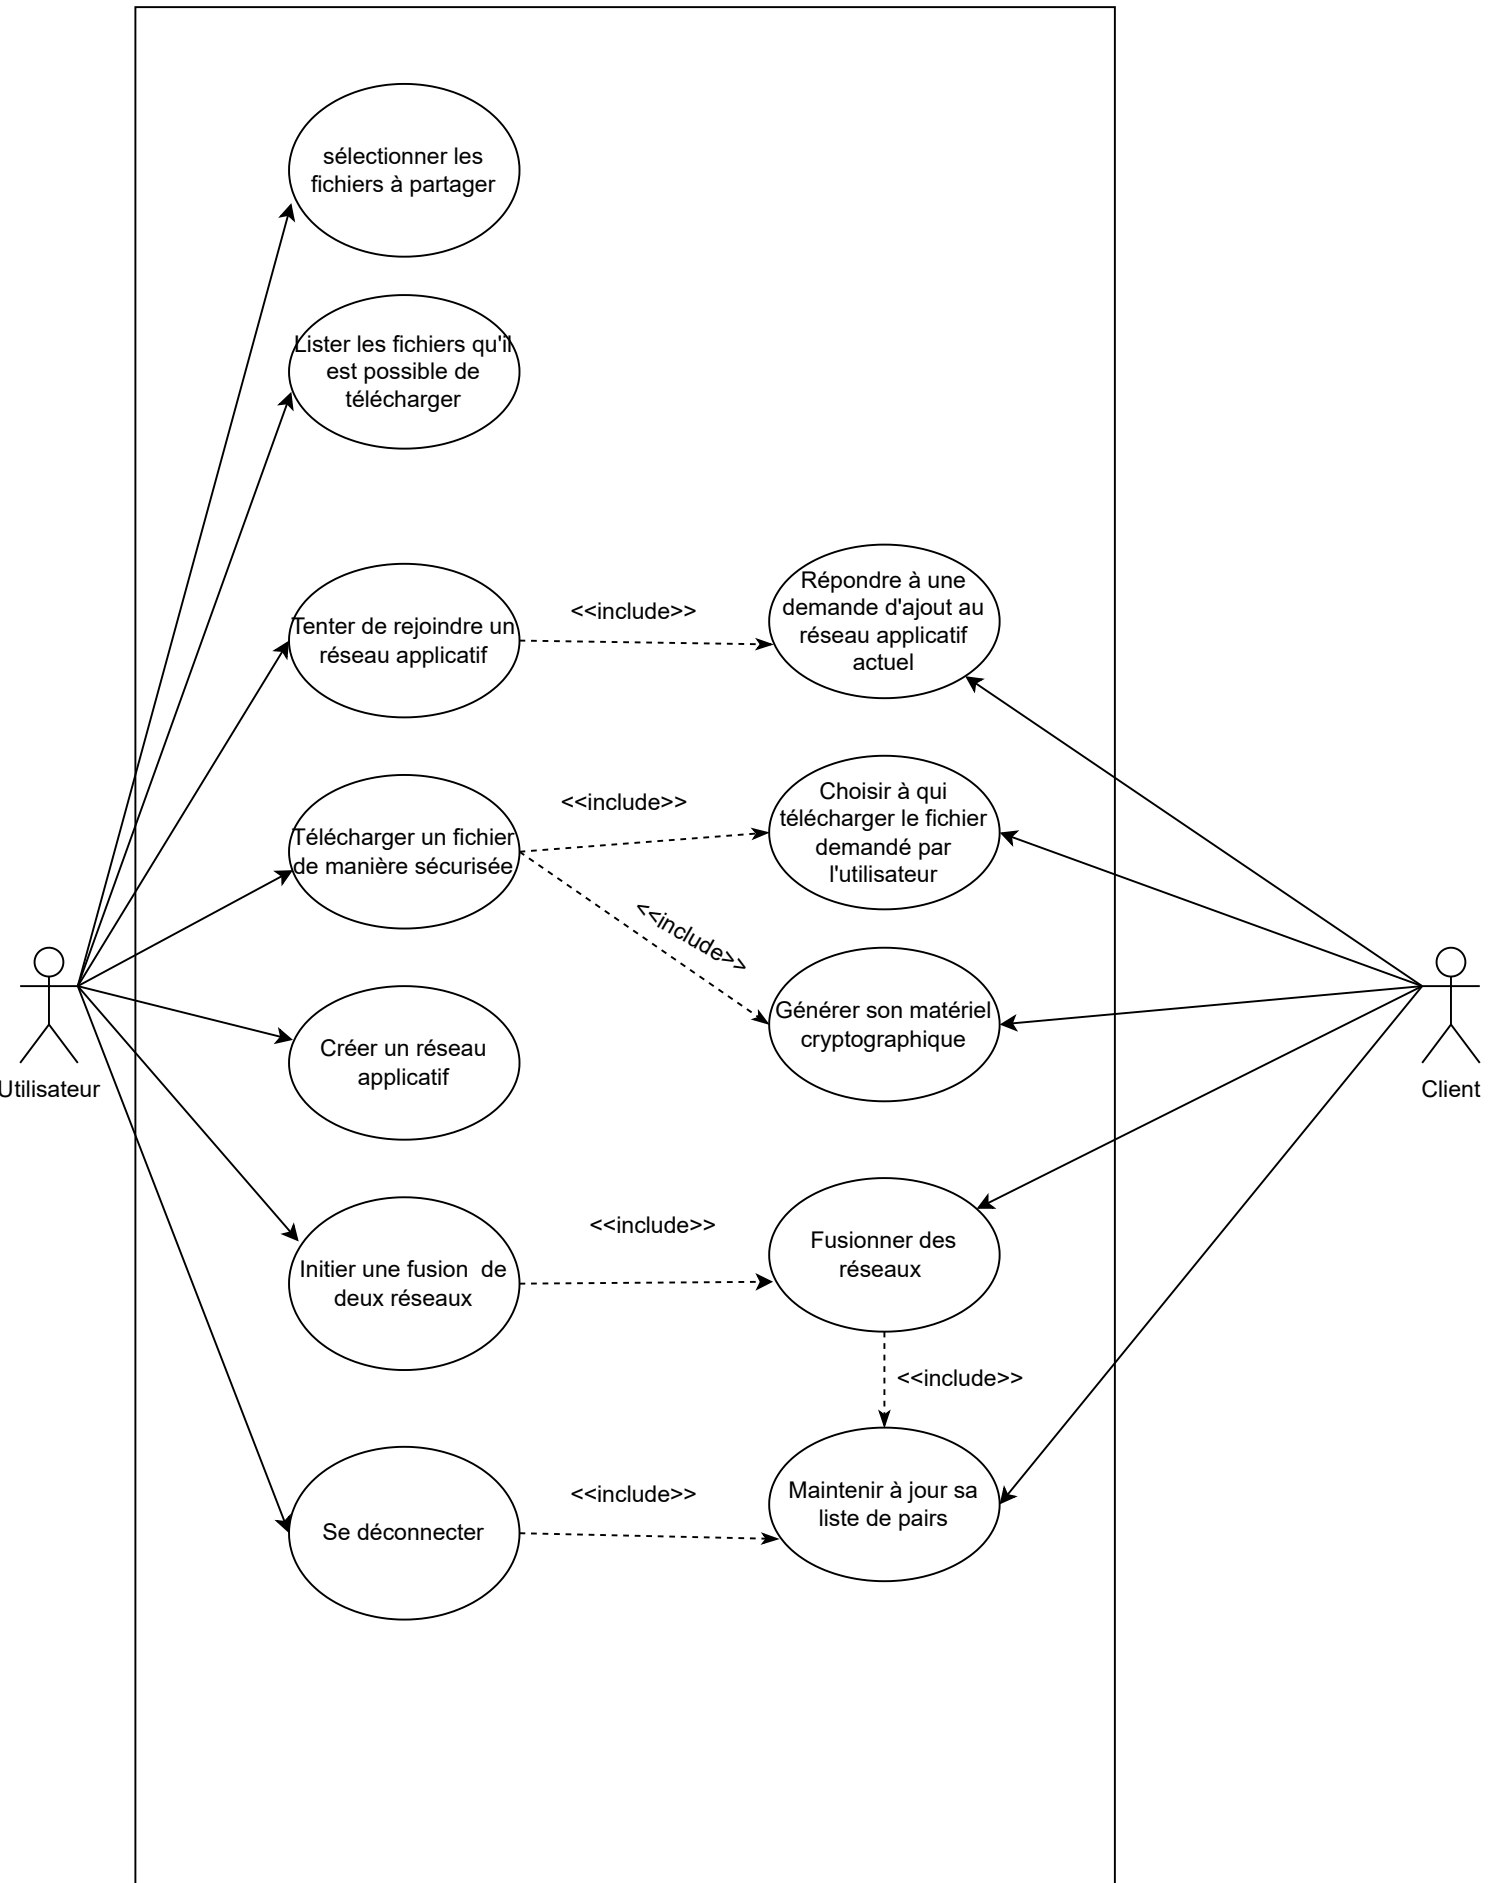 sélectionner les
fichiers à partager
Lister les fichiers qu'il
est possible de
télécharger
Tenter de rejoindre un
réseau applicatif
<<include>>
Répondre à une
demande d'ajout au
réseau applicatif
actuel
Télécharger un fichier
de manière sécurisée
<<include>>
Choisir à qui
télécharger le fichier
demandé par
l'utilisateur
<<include>>
Générer son matériel
cryptographique
Utilisateur
Client
Créer un réseau
applicatif
Initier une fusion  de
deux réseaux
<<include>>
Fusionner des
réseaux
<<include>>
Se déconnecter
<<include>>
Maintenir à jour sa
liste de pairs